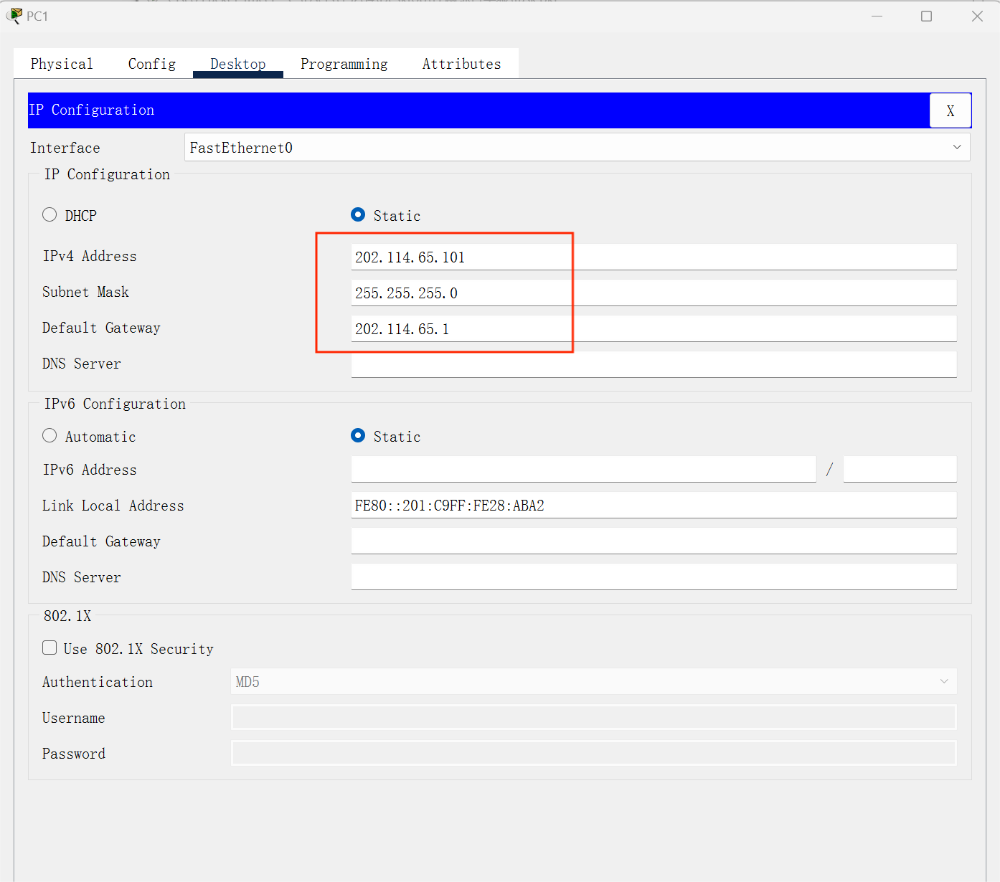 PC1
Physical Config Desktop Programming Attributes
IP Configuration X
Interface FastEthernet0
IP Configuration
DHCP Static
IPv4 Address 202.114.65.101
Subnet Mask 255.255.255.0
Default Gateway 202.114.65.1
DNS Server
IPv6 Configuration
Automatic Static
IPv6 Address /
Link Local Address FE80::201:C9FF:FE28:ABA2
Default Gateway
DNS Server
802.1X
Use 802.1X Security
Authentication MD5
Username
Password